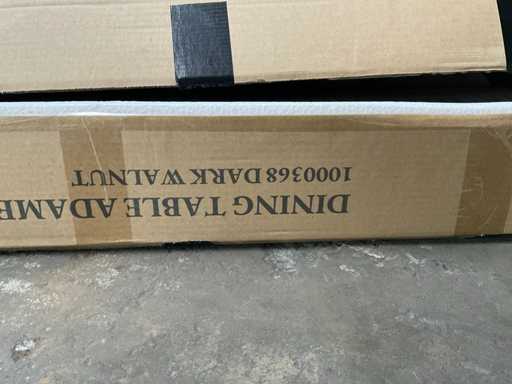 DINING TABLE ADAME
1000368 DARK WALNUT